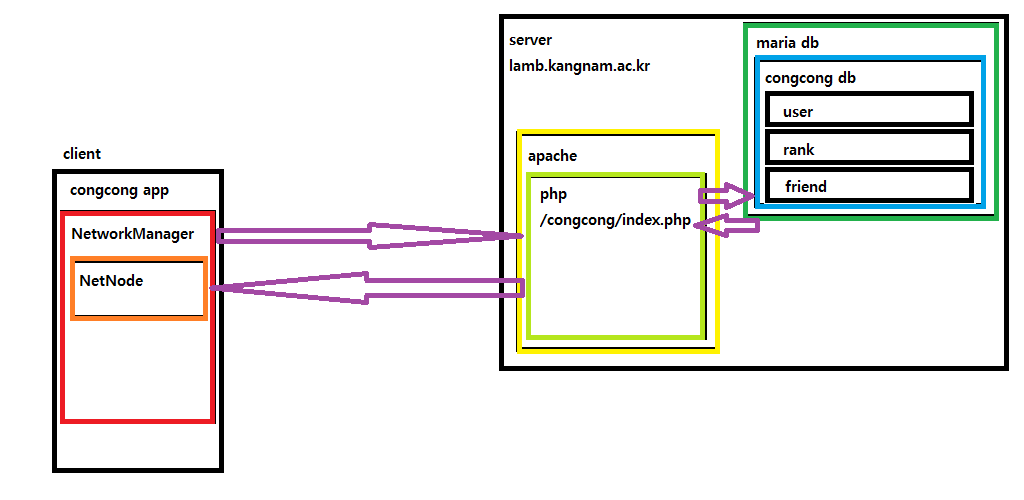 client
congcong app
NetworkManager
NetNode
server
lamb.kangnam.ac.kr
apache
php
/congcong/index.php
maria db
congcong db
user
rank
friend